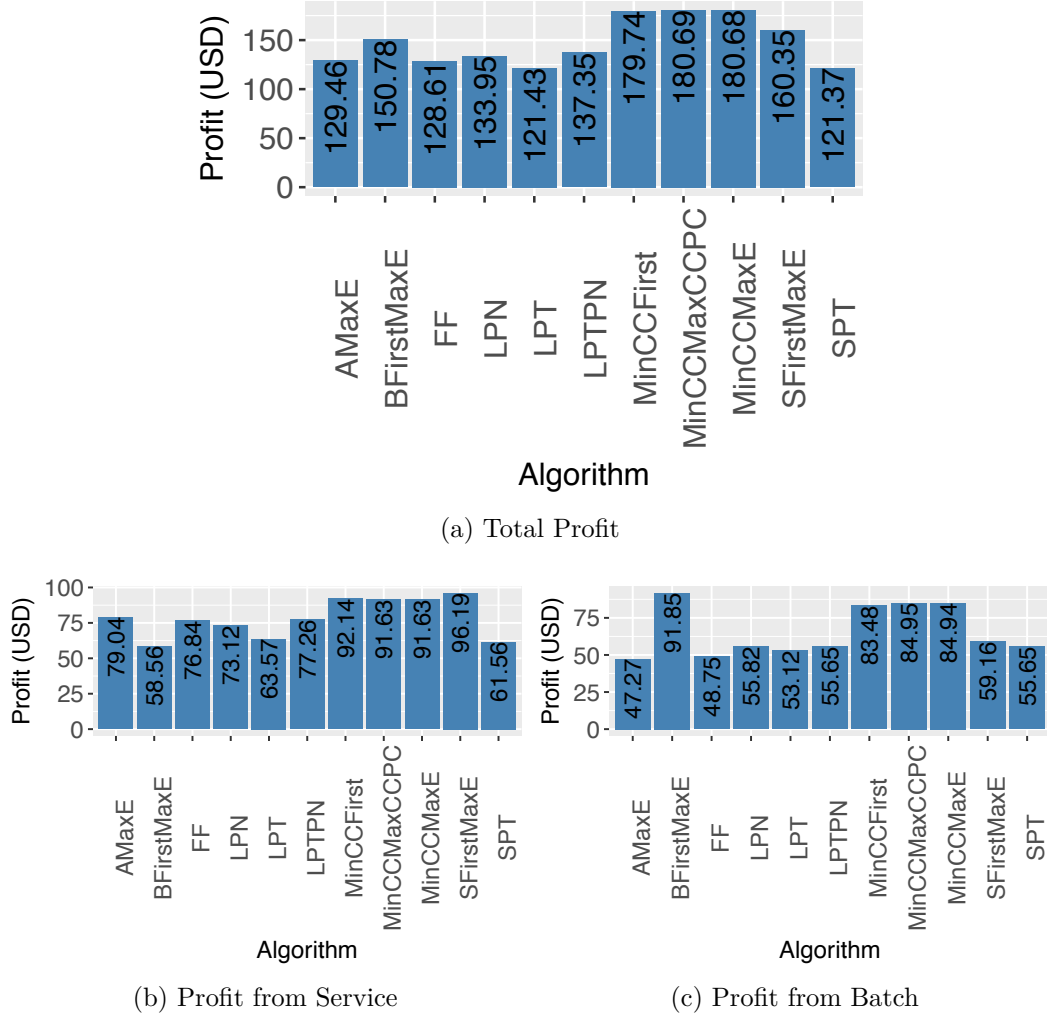 Profit (USD)
150
100
50
0
129.46
150.78
128.61
133.95
121.43
137.35
179.74
180.69
180.68
160.35
121.37
AMaxE
BFirstMaxE
FF
LPN
LPT
LPTPN
MinCCFirst
MinCCMaxCCPC
MinCCMaxE
SFirstMaxE
SPT
Algorithm
(a) Total Profit
Profit (USD)
100
75
50
25
0
79.04
58.56
76.84
73.12
63.57
77.26
92.14
91.63
91.63
96.19
61.56
AMaxE
BFirstMaxE
FF
LPN
LPT
LPTPN
MinCCFirst
MinCCMaxCCPC
MinCCMaxE
SFirstMaxE
SPT
Algorithm
(b) Profit from Service
Profit (USD)
75
50
25
0
47.27
91.85
48.75
55.82
53.12
55.65
83.48
84.95
84.94
59.16
55.65
AMaxE
BFirstMaxE
FF
LPN
LPT
LPTPN
MinCCFirst
MinCCMaxCCPC
MinCCMaxE
SFirstMaxE
SPT
Algorithm
(c) Profit from Batch